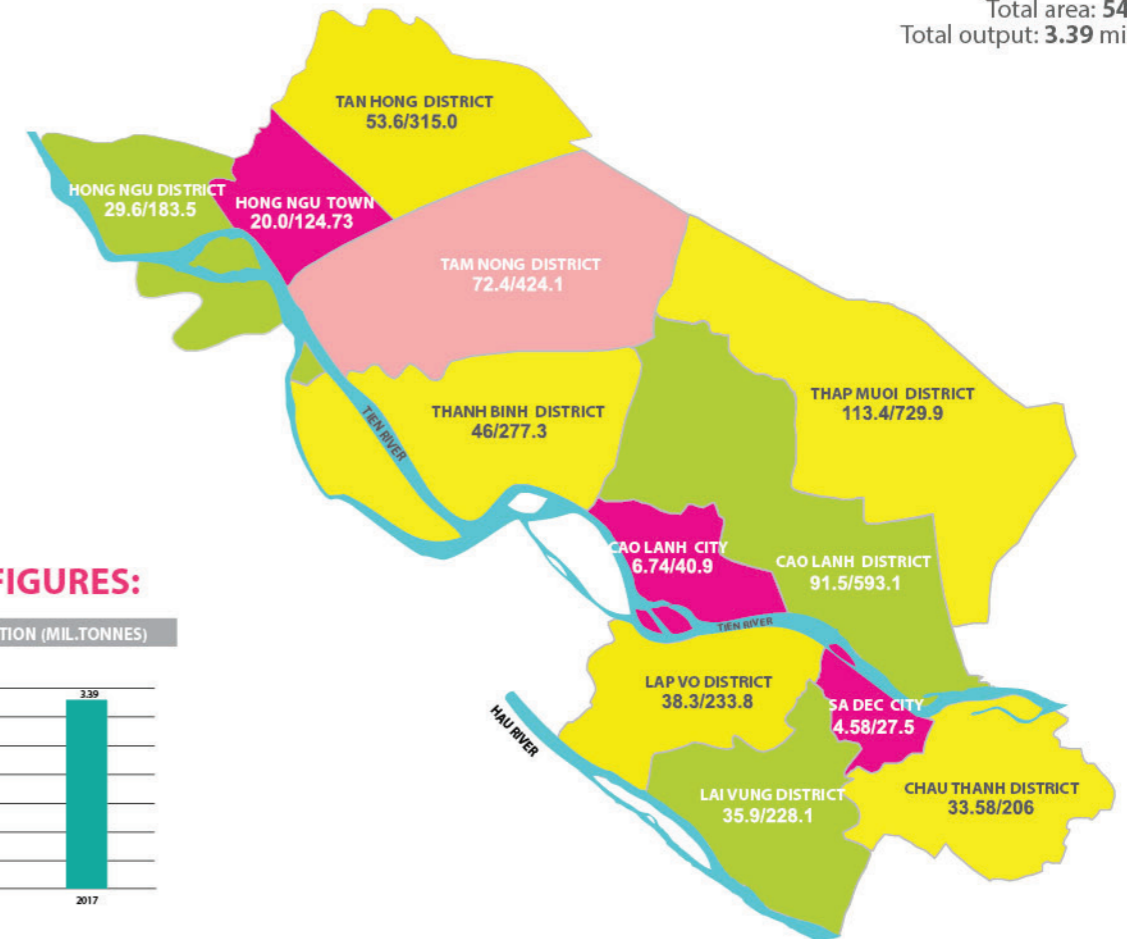 Total area: 54
Total output: 3.39 mi
TAN HONG DISTRICT
53.6/315.0
HONG NGU DISTRICT
29.6/183.5
HONG NGU TOWN
20.0/124.73
TAM NONG DISTRICT
72.4/424.1
THAP MUOI DISTRICT
113.4/729.9
THANH BINH DISTRICT
46/277.3
TIEN RIVER
CAO LANH CITY
6.74/40.9
CAO LANH DISTRICT
91.5/593.1
FIGURES:
TION (MIL.TONNES)
TIEN RIVER
LAP VO DISTRICT
38.3/233.8
3.39
SA DEC CITY
4.58/27.5
HAU RIVER
LAI VUNG DISTRICT
35.9/228.1
CHAU THANH DISTRICT
33.58/206
2017